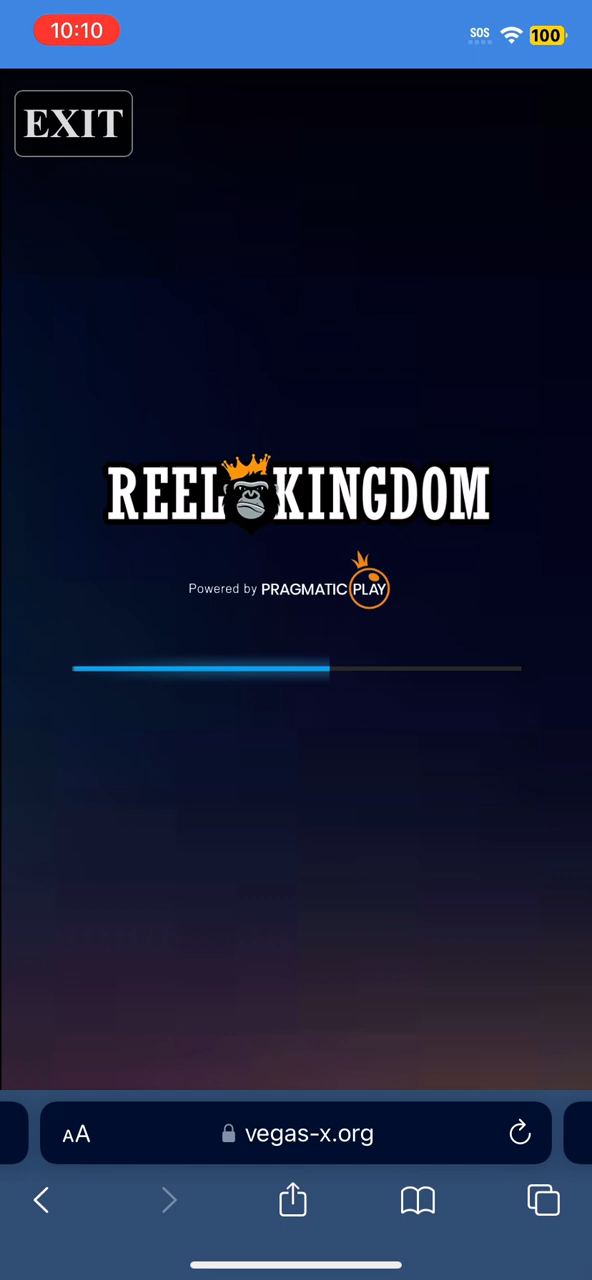 10:10
SOS
100
EXIT
REEL KINGDOM
Powered by PRAGMATIC PLAY
AA
vegas-x.org